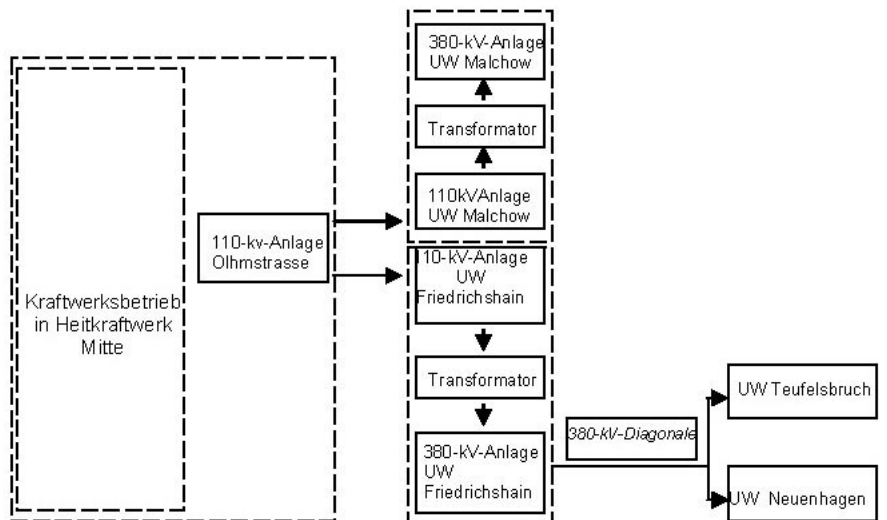 380-kV-Anlage
UW Malchow
Transformator
110kVAnlage
UW Malchow
110-kv-Anlage
Olhmstrasse
110-kV-Anlage
UW
Friedrichshain
Kraftwerksbetrieb
in Heitkraftwerk
Mitte
Transformator
380-kV-Anlage
UW
Friedrichshain
380-kV-Diagonale
UW Teufelsbruch
UW Neuenhagen